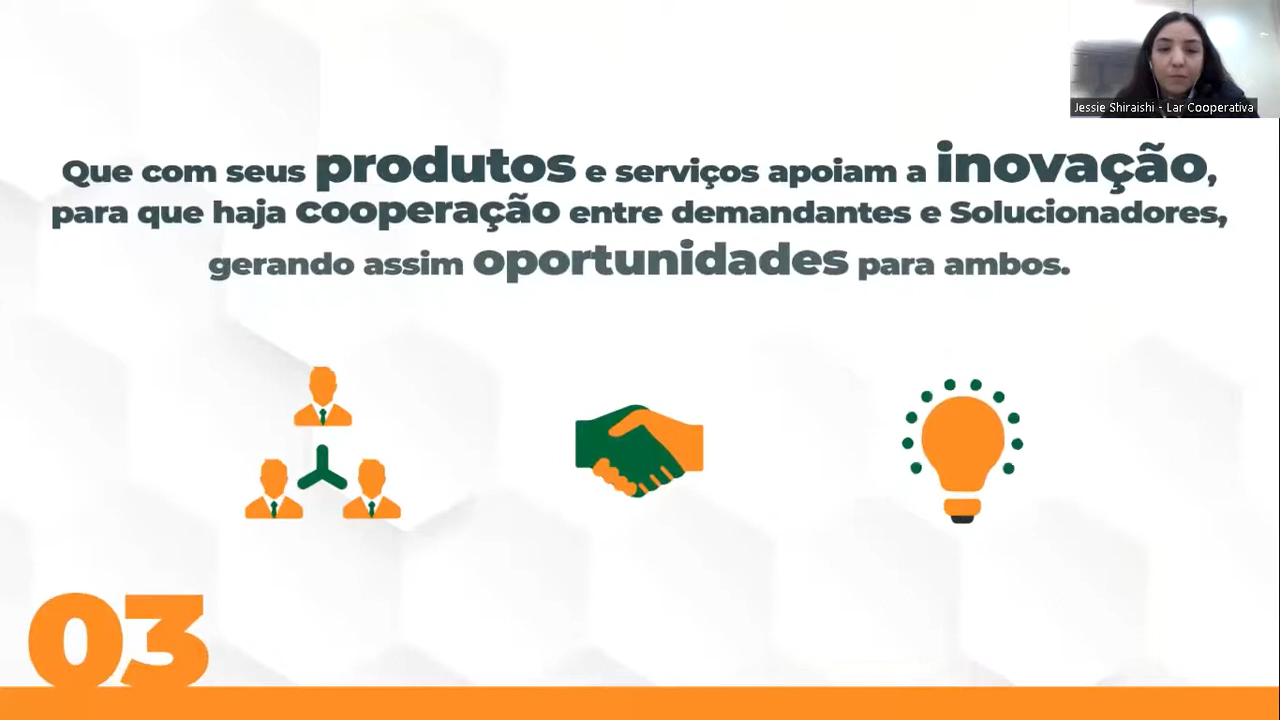 Jessie Shiraishi - Lar Cooperativa
Que com seus produtos e serviços apoiam a inovação,
para que haja cooperação entre demandantes e Solucionadores,
gerando assim oportunidades para ambos.
03